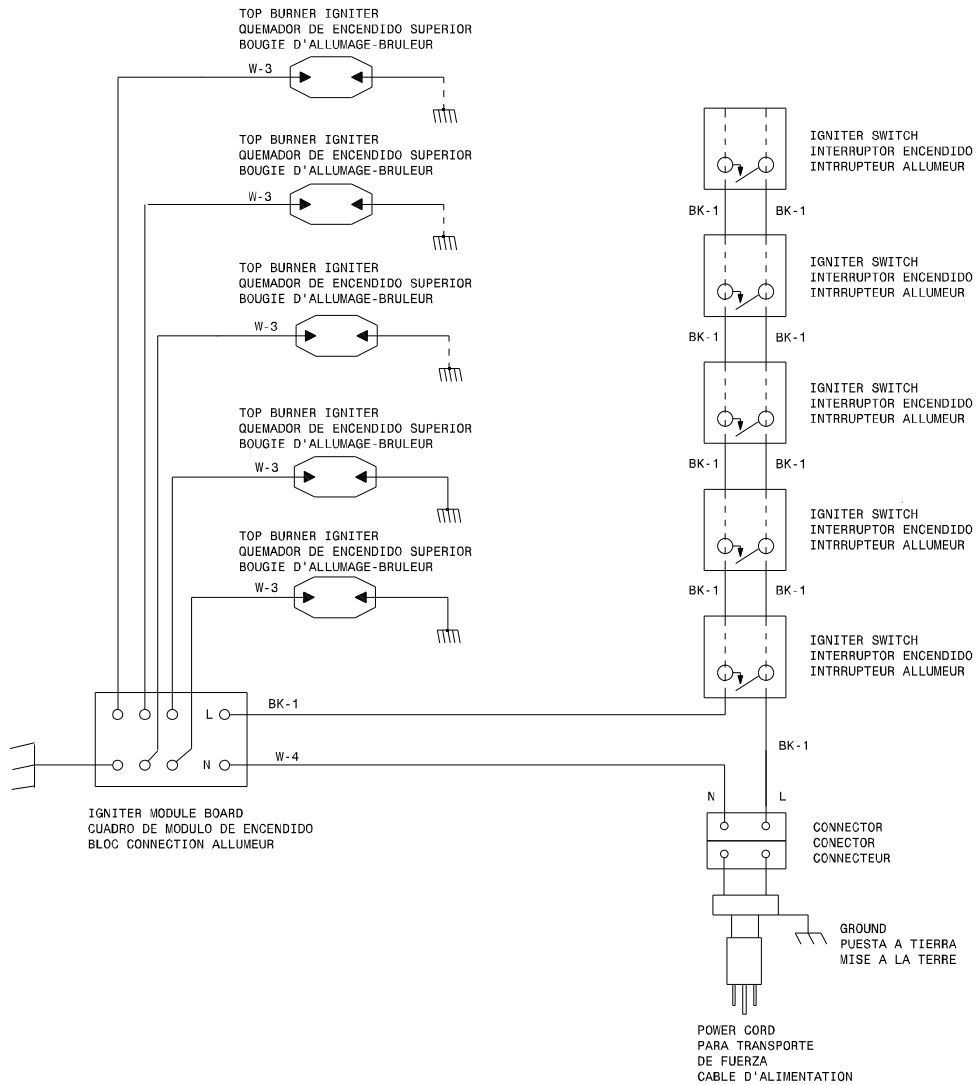 TOP BURNER IGNITER
QUEMADOR DE ENCENDIDO SUPERIOR
BOUGIE D'ALLUMAGE-BRULEUR
W-3
TOP BURNER IGNITER
QUEMADOR DE ENCENDIDO SUPERIOR
BOUGIE D'ALLUMAGE-BRULEUR
W-3
TOP BURNER IGNITER
QUEMADOR DE ENCENDIDO SUPERIOR
BOUGIE D'ALLUMAGE-BRULEUR
W-3
TOP BURNER IGNITER
QUEMADOR DE ENCENDIDO SUPERIOR
BOUGIE D'ALLUMAGE-BRULEUR
W-3
TOP BURNER IGNITER
QUEMADOR DE ENCENDIDO SUPERIOR
BOUGIE D'ALLUMAGE-BRULEUR
W-3
IGNITER SWITCH
INTERRUPTOR ENCENDIDO
INTRRUPTEUR ALLUMEUR
BK-1 BK-1
IGNITER SWITCH
INTERRUPTOR ENCENDIDO
INTRRUPTEUR ALLUMEUR
BK-1 BK-1
IGNITER SWITCH
INTERRUPTOR ENCENDIDO
INTRRUPTEUR ALLUMEUR
BK-1 BK-1
IGNITER SWITCH
INTERRUPTOR ENCENDIDO
INTRRUPTEUR ALLUMEUR
BK-1 BK-1
IGNITER SWITCH
INTERRUPTOR ENCENDIDO
INTRRUPTEUR ALLUMEUR
L BK-1
N W-4
BK-1
N L
IGNITER MODULE BOARD
CUADRO DE MODULO DE ENCENDIDO
BLOC CONNECTION ALLUMEUR
CONNECTOR
CONECTOR
CONNECTEUR
GROUND
PUESTA A TIERRA
MISE A LA TERRE
POWER CORD
PARA TRANSPORTE
DE FUERZA
CABLE D'ALIMENTATION